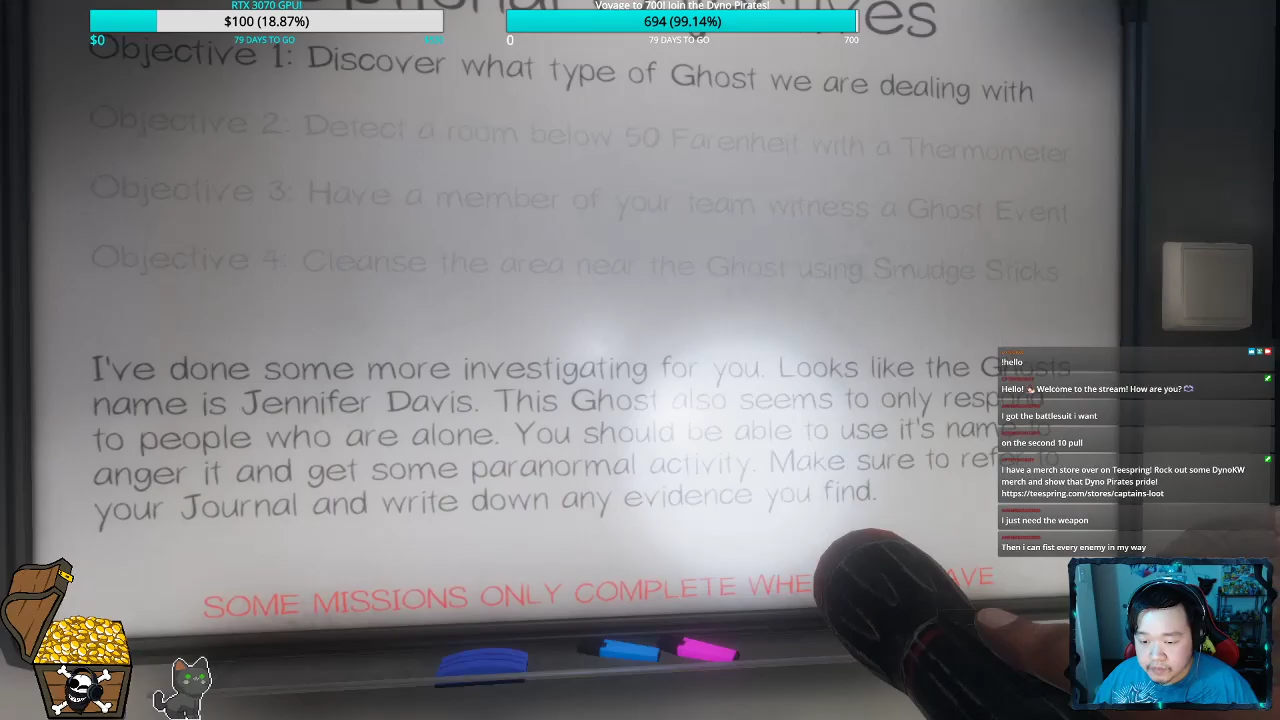 RTX 3070 GPU!
$100 (18.87%)
$0
79 DAYS TO GO
Voyage to 700! Join the Dyno Pirates!
694 (99.14%)
0
79 DAYS TO GO
700
Optional Objectives
Objective 1: Discover what type of Ghost we are dealing with
Objective 2: Detect a room below 50 Farenheit with a Thermometer
Objective 3: Have a member of your team witness a Ghost Event
Objective 4: Cleanse the area near the Ghost using Smudge Sticks
I've done some more investigating for you. Looks like the Ghosts
name is Jennifer Davis. This Ghost also seems to only respond
to people who are alone. You should be able to use it's name to
anger it and get some paranormal activity. Make sure to refer to
your Journal and write down any evidence you find.
SOME MISSIONS ONLY COMPLETE
!hello
Hello! Welcome to the stream! How are you?
I got the battlesuit i want
on the second 10 pull
I have a merch store over on Teespring! Rock out some DynoKW
merch and show that Dyno Pirates pride!
https://teespring.com/stores/captains-loot
I just need the weapon
Then i can fist every enemy in my way